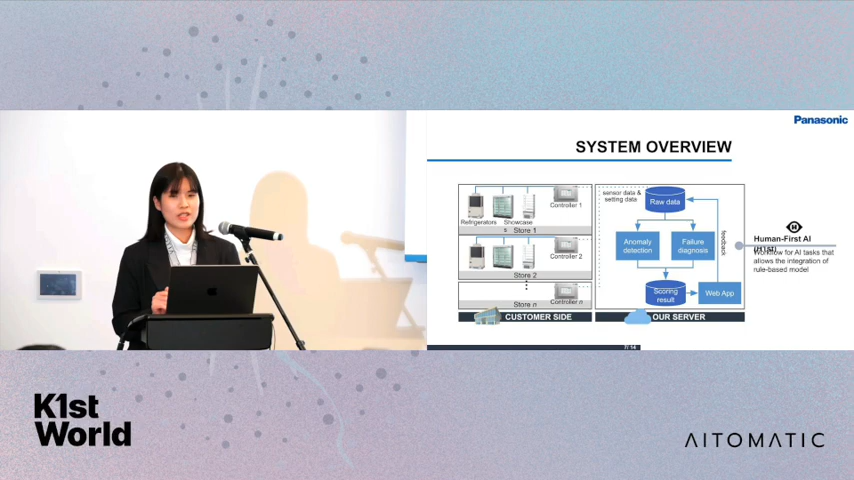 Panasonic
SYSTEM OVERVIEW
sensor data &
setting data
Raw data
Controller 1
Refrigerators
Showcase
s
Store 1
Anomaly
detection
Failure
diagnosis
feedback
Controller 2
Store 2
Scoring
result
Web App
Controller n
Store n
CUSTOMER SIDE
OUR SERVER
Human-First AI
(H1st)
Workflow for AI tasks that
allows the integration of
rule-based model
7/ 14
K1st
World
AITOMATIC